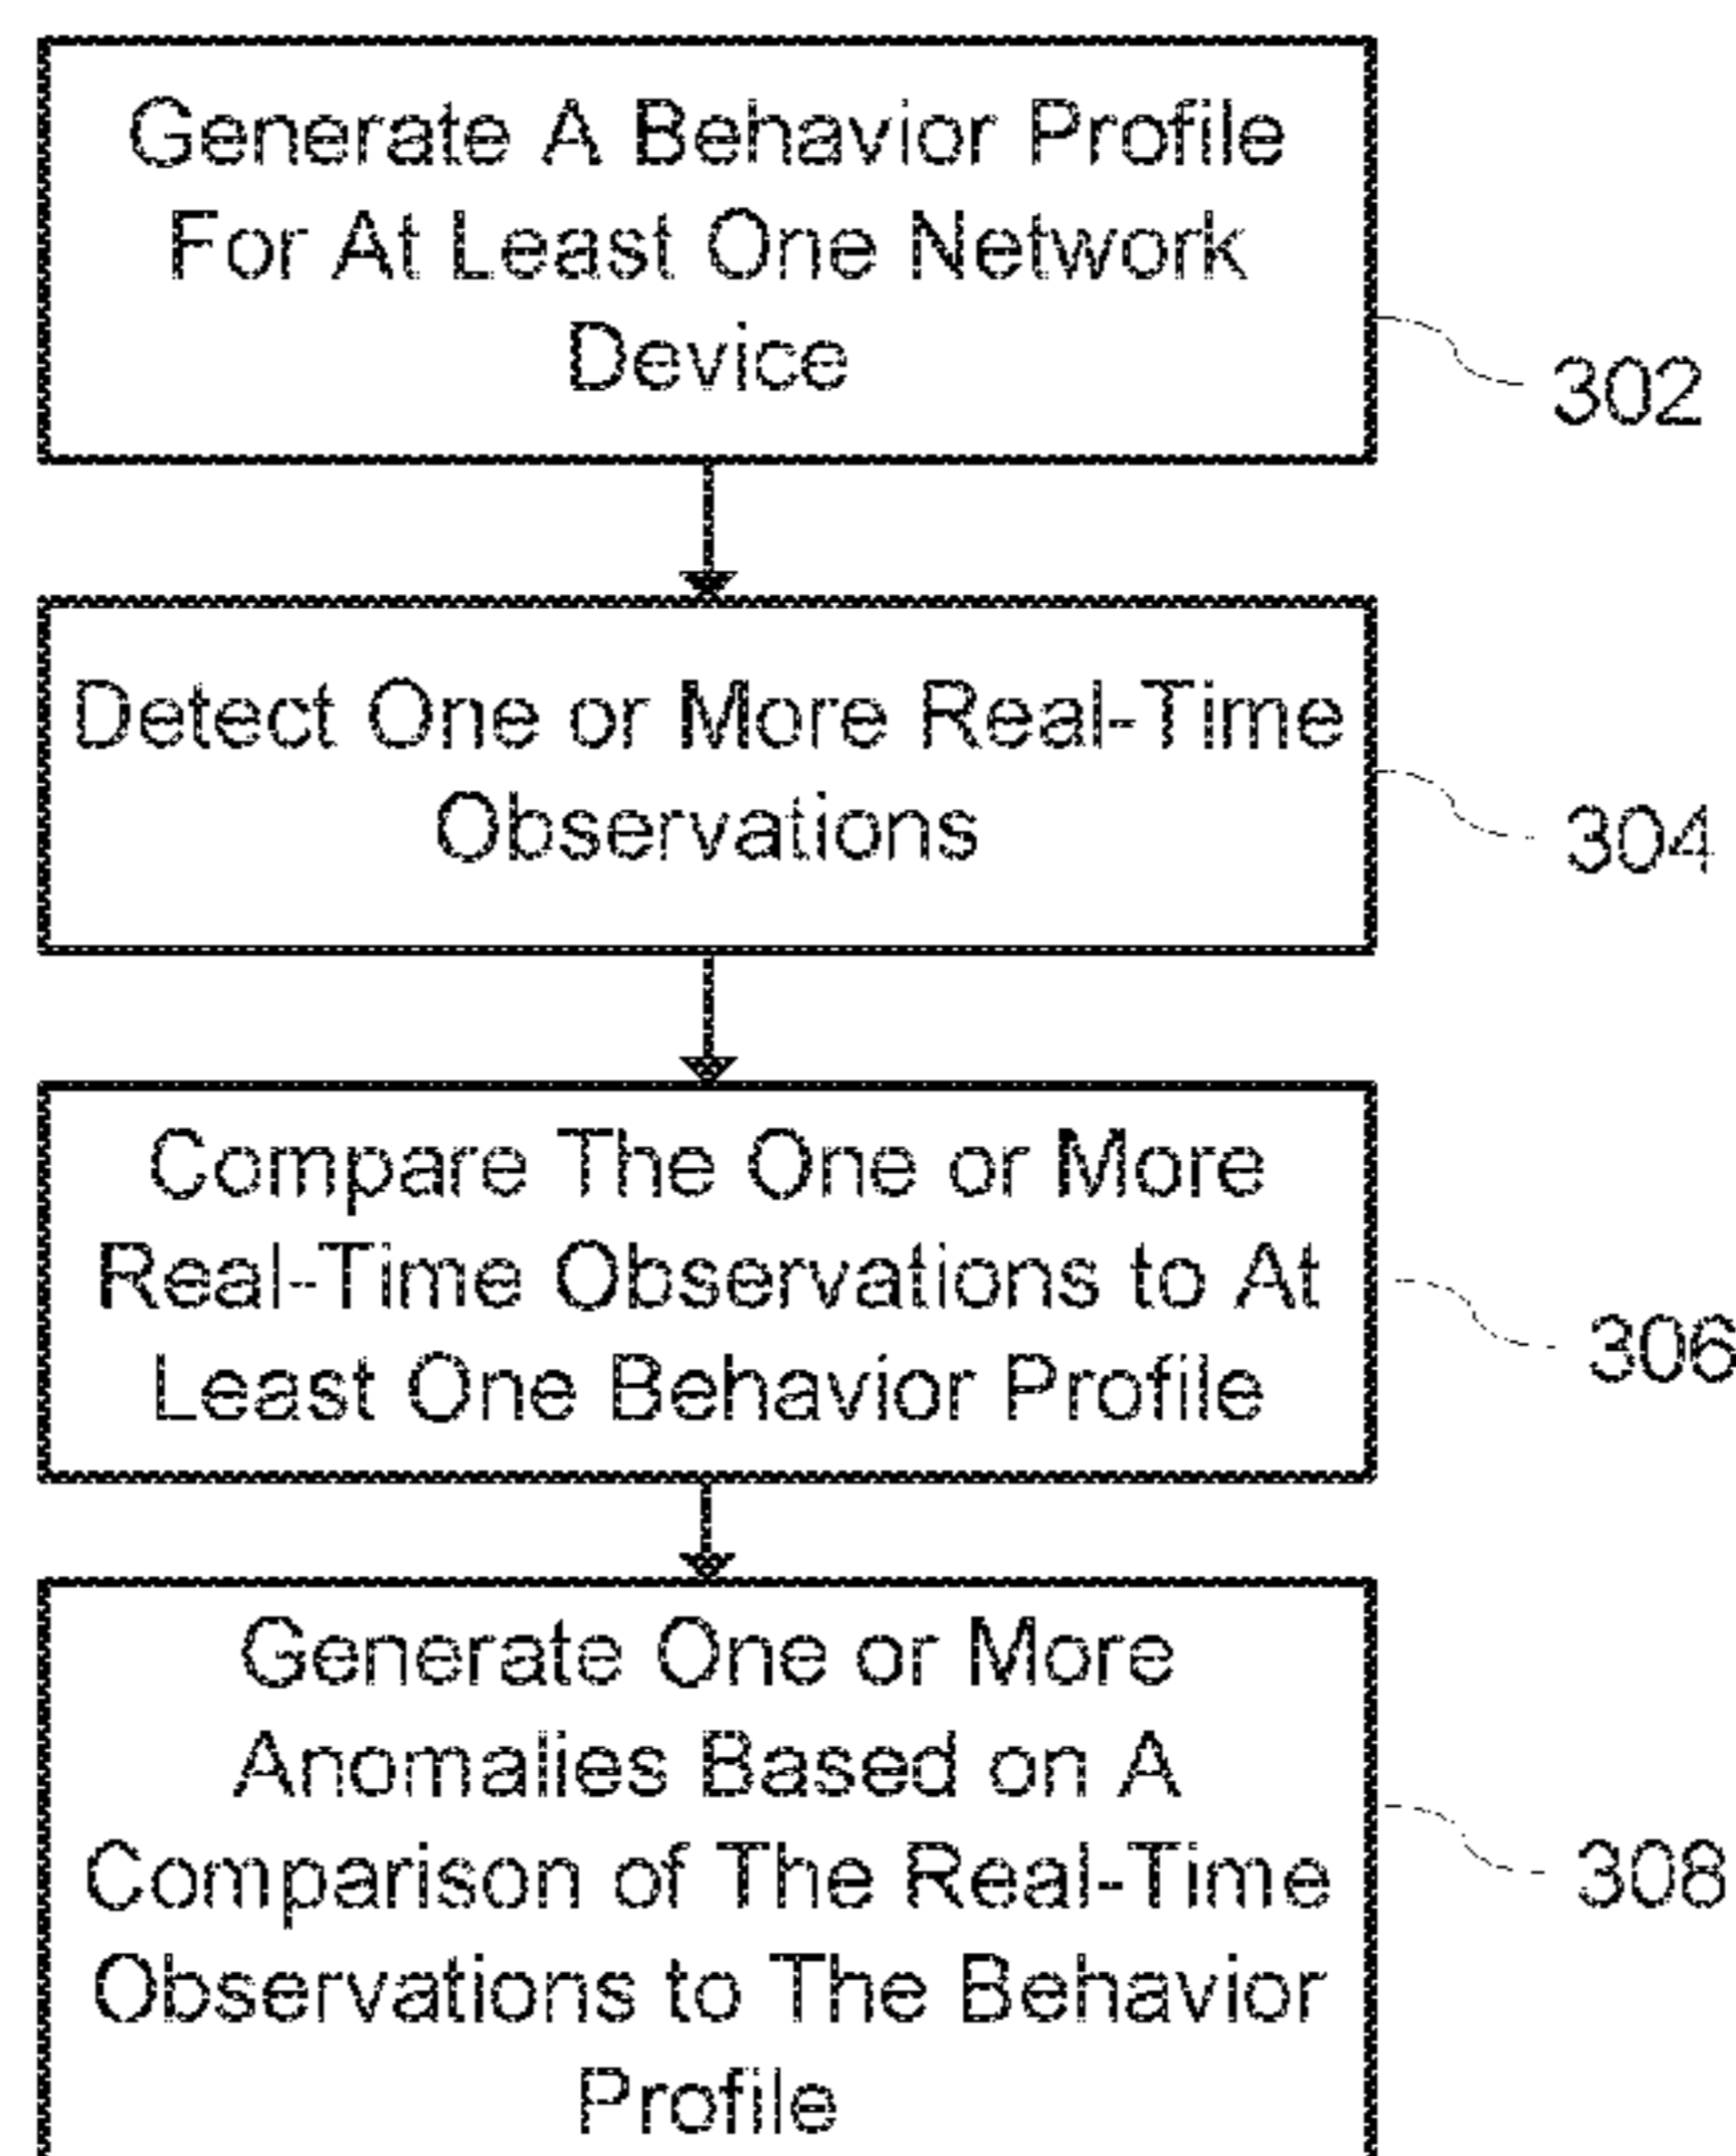 Generate A Behavior Profile
For At Least One Network
Device
302
Detect One or More Real-Time
Observations
304
Compare The One or More
Real-Time Observations to At
Least One Behavior Profile
306
Generate One or More
Anomalies Based on A
Comparison of The Real-Time
Observations to The Behavior
Profile
308